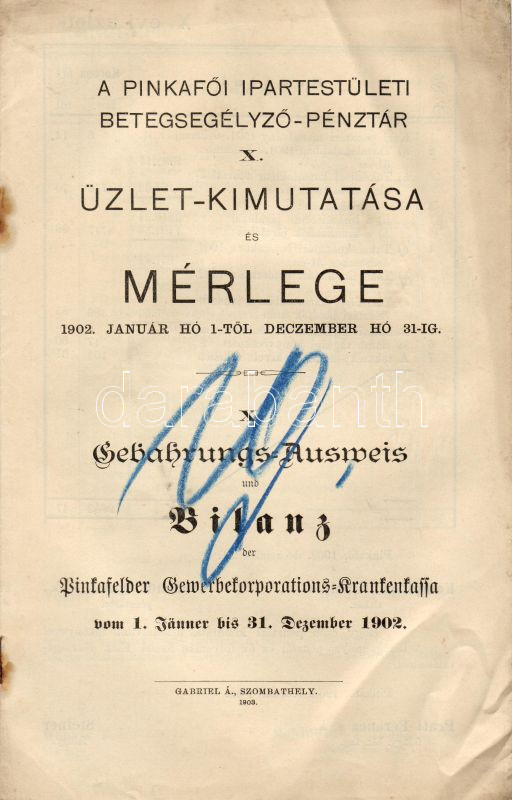 A PINKAFŐI IPARTESTÜLETI
BETEGSEGÉLYZŐ-PÉNZTÁR
X.
ÜZLET-KIMUTATÁSA
ÉS
MÉRLEGE
1902. JANUÁR HÓ 1-TŐL DECZEMBER HÓ 31-IG.
X.
Gebahrungs-Ausweis
und
Bilanz
der
Pinkafelder Gewerbekorporations-Krankenkassa
vom 1. Jänner bis 31. Dezember 1902.
GABRIEL Á., SZOMBATHELY.
1903.
darabanth